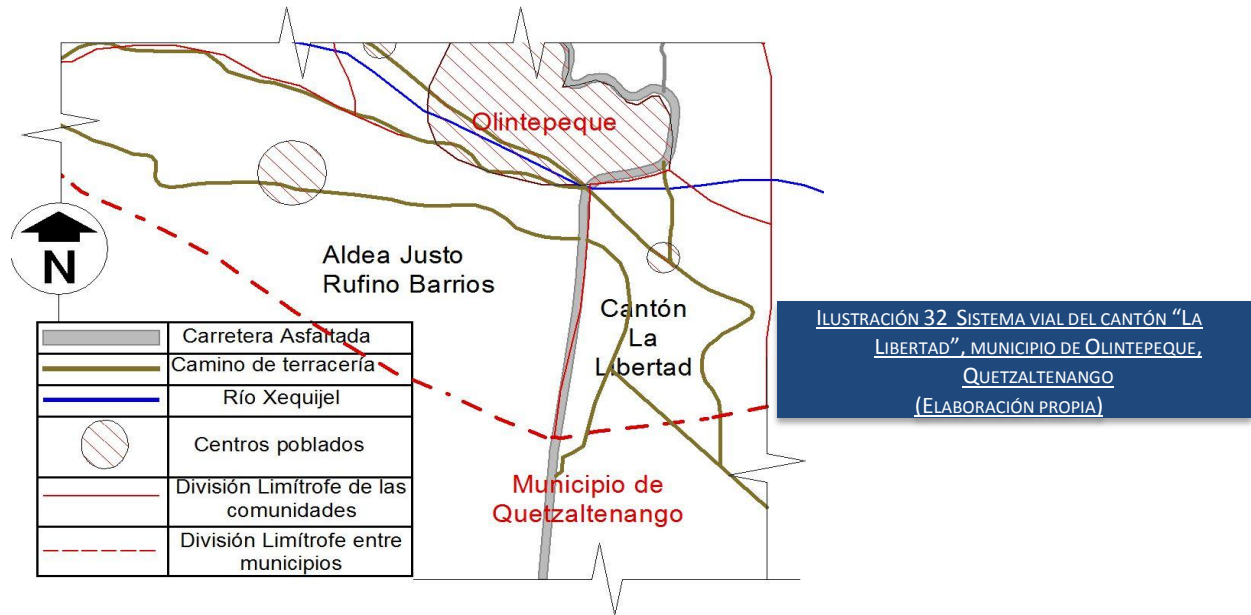 Olintepeque
N
Aldea Justo
Rufino Barrios
Cantón
La
Libertad
Municipio de
Quetzaltenango
Carretera Asfaltada
Camino de terracería
Río Xequijel
Centros poblados
División Limítrofe de las
comunidades
División Limítrofe entre
municipios
ILUSTRACIÓN 32 SISTEMA VIAL DEL CANTÓN “LA
LIBERTAD”, MUNICIPIO DE OLINTEPEQUE,
QUETZALTENANGO
(ELABORACIÓN PROPIA)